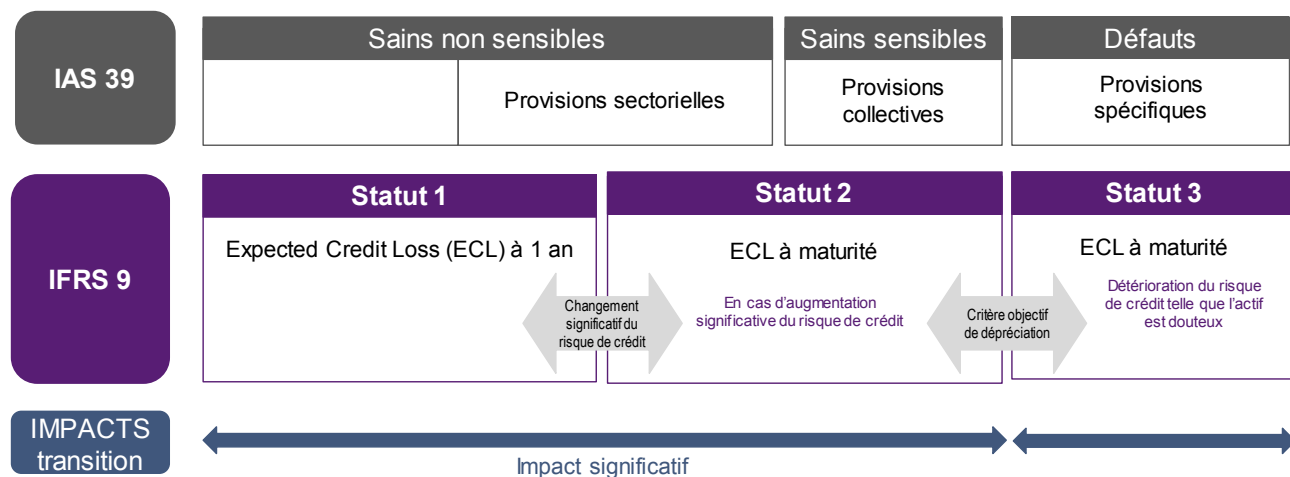 IAS 39
Sains non sensibles
Sains sensibles
Défauts
Provisions sectorielles
Provisions
collectives
Provisions
spécifiques
IFRS 9
Statut 1
Statut 2
Statut 3
Expected Credit Loss (ECL) à 1 an
ECL à maturité
ECL à maturité
Changement
significatif du
risque de crédit
En cas d'augmentation
significative du risque de crédit
Critère objectif
de dépréciation
Détérioration du risque
de crédit telle que l'actif
est douteux
IMPACTS
transition
Impact significatif